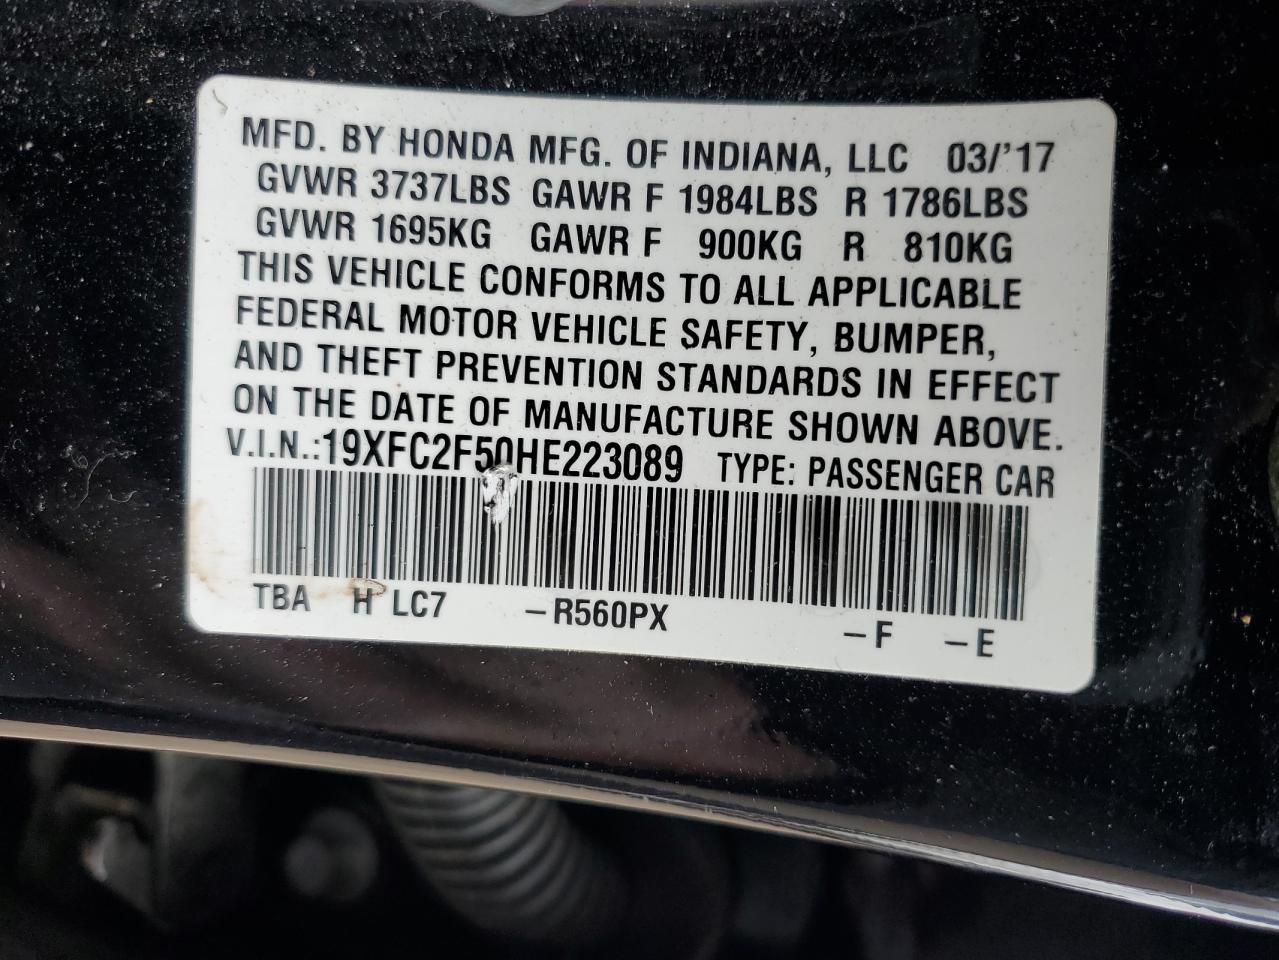 MFD. BY HONDA MFG. OF INDIANA, LLC 03/'17
GVWR 3737LBS GAWR F 1984LBS R 1786LBS
GVWR 1695KG GAWR F 900KG R 810KG
THIS VEHICLE CONFORMS TO ALL APPLICABLE
FEDERAL MOTOR VEHICLE SAFETY, BUMPER,
AND THEFT PREVENTION STANDARDS IN EFFECT
ON THE DATE OF MANUFACTURE SHOWN ABOVE.
V.I.N.:19XFC2F50HE223089 TYPE: PASSENGER CAR
TBA H LC7 –R560PX –F –E